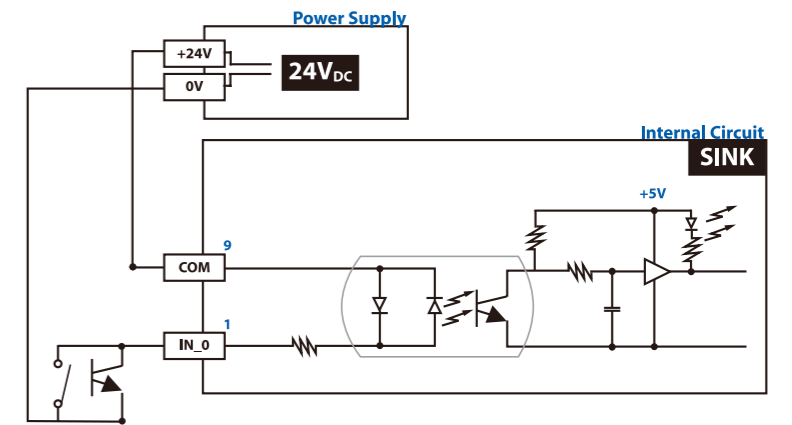 Power Supply
+24V
24VDC
0V
Internal Circuit
SINK
+5V
9
COM
1
IN_0